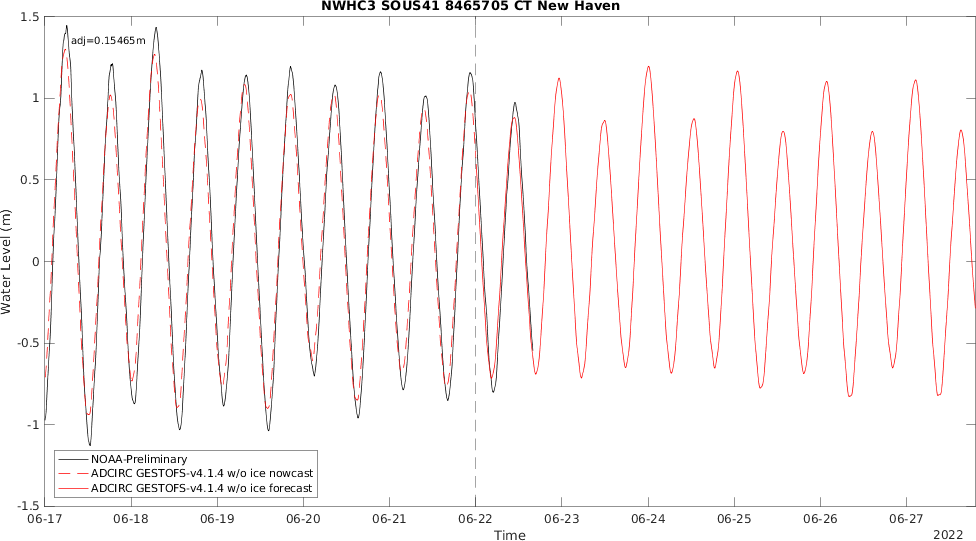 NWHC3 SOUS41 8465705 CT New Haven
adj=0.15465m
1.5
1
0.5
0
-0.5
-1
-1.5
Water Level (m)
NOAA-Preliminary
ADCIRC GESTOFS-v4.1.4 w/o ice nowcast
ADCIRC GESTOFS-v4.1.4 w/o ice forecast
06-17 06-18 06-19 06-20 06-21 06-22 06-23 06-24 06-25 06-26 06-27
Time
2022